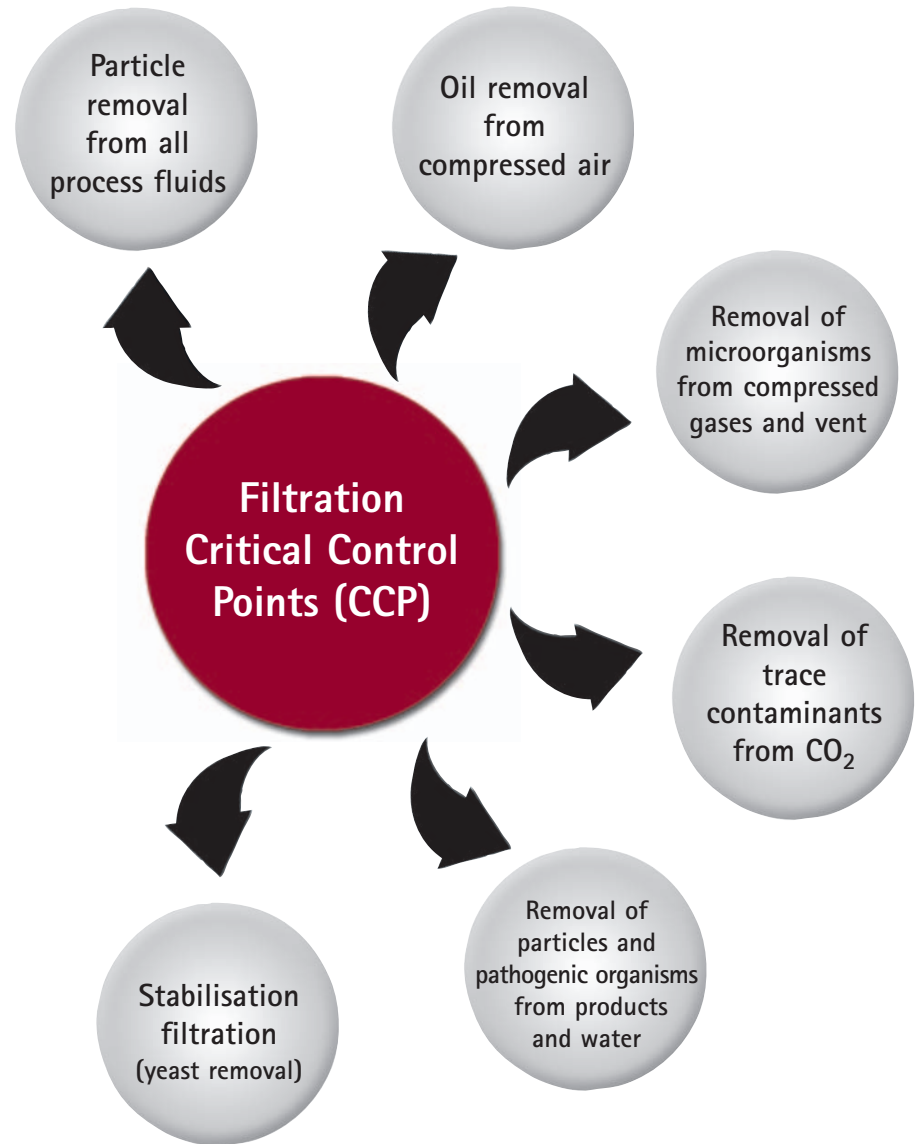 Particle
removal
from all
process fluids
Oil removal
from
compressed air
Removal of
microorganisms
from compressed
gases and vent
Filtration
Critical Control
Points (CCP)
Removal of
trace
contaminants
from CO₂
Removal of
particles and
pathogenic organisms
from products
and water
Stabilisation
filtration
(yeast removal)